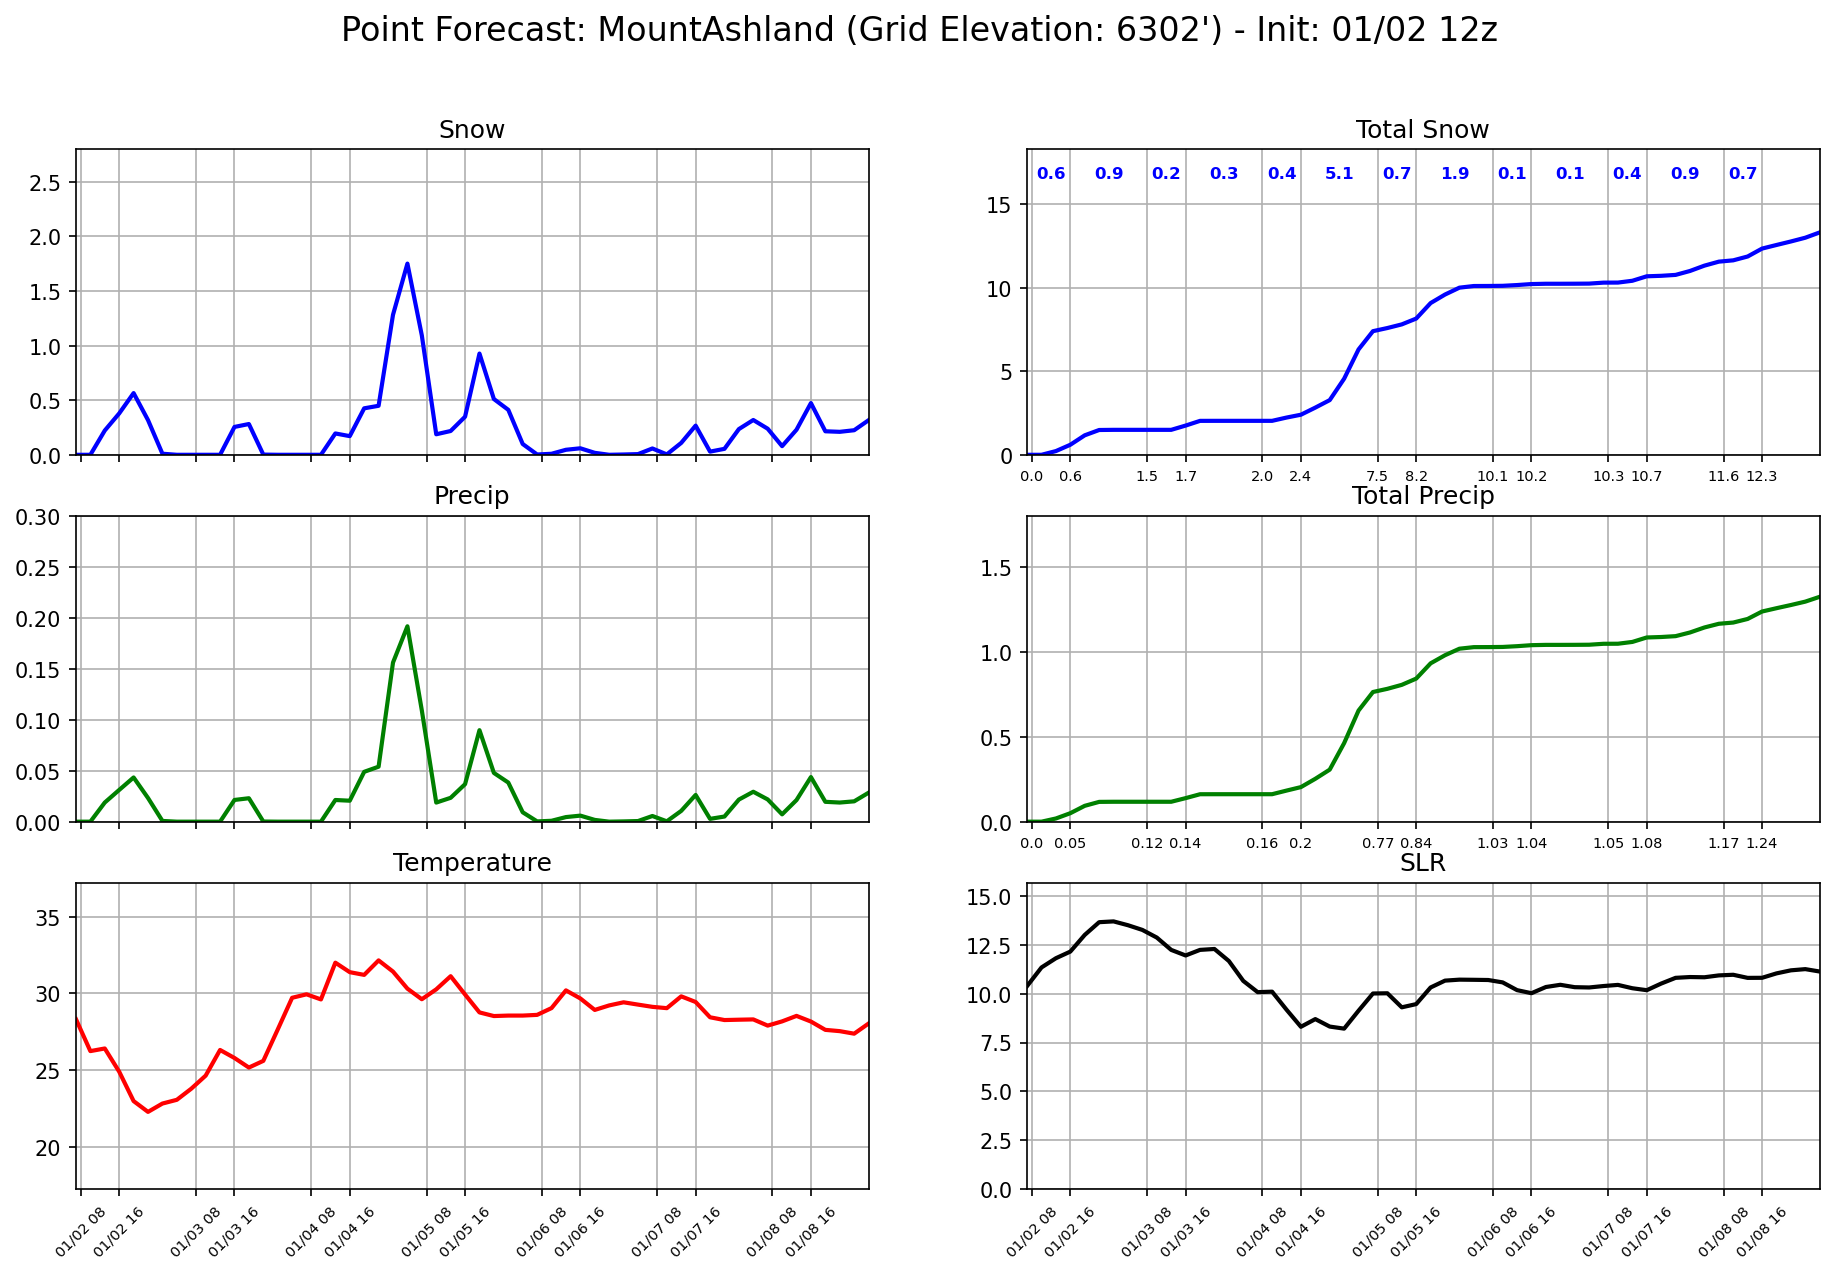 Point Forecast: MountAshland (Grid Elevation: 6302') - Init: 01/02 12z
Snow
2.5
2.0
1.5
1.0
0.5
0.0
Total Snow
0.6 0.9 0.2 0.3 0.4 5.1 0.7 1.9 0.1 0.1 0.4 0.9 0.7
15
10
5
0
0.0 0.6 1.5 1.7 2.0 2.4 7.5 8.2 10.1 10.2 10.3 10.7 11.6 12.3
Precip
0.30
0.25
0.20
0.15
0.10
0.05
0.00
Total Precip
1.5
1.0
0.5
0.0
0.0 0.05 0.12 0.14 0.16 0.2 0.77 0.84 1.03 1.04 1.05 1.08 1.17 1.24
Temperature
35
30
25
20
01/02 08 01/02 16 01/03 08 01/03 16 01/04 08 01/04 16 01/05 08 01/05 16 01/06 08 01/06 16 01/07 08 01/07 16 01/08 08 01/08 16
SLR
15.0
12.5
10.0
7.5
5.0
2.5
0.0
01/02 08 01/02 16 01/03 08 01/03 16 01/04 08 01/04 16 01/05 08 01/05 16 01/06 08 01/06 16 01/07 08 01/07 16 01/08 08 01/08 16